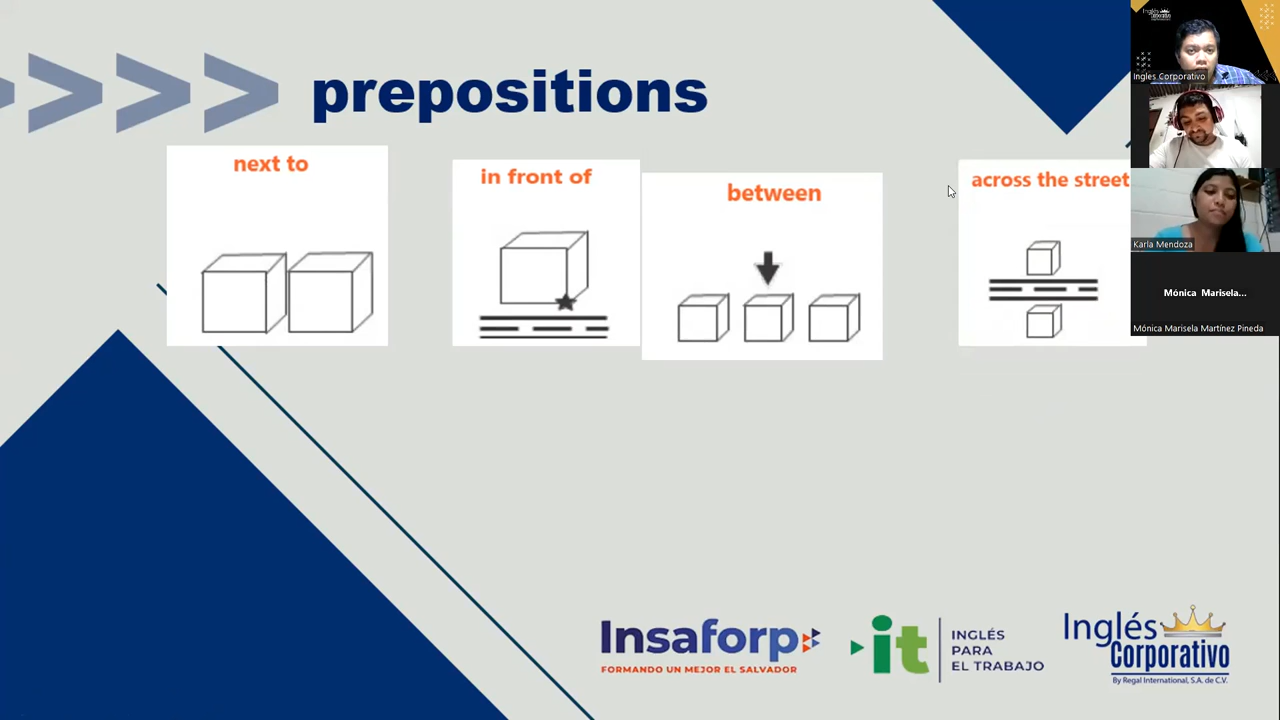 prepositions
next to
in front of
between
across the street
Ingles Corporativo
Karla Mendoza
Mónica Marisela...
Mónica Marisela Martínez Pineda
Insaforp
FORMANDO UN MEJOR EL SALVADOR
it
INGLÉS
PARA
EL TRABAJO
Inglés
Corporativo
By Regal International, S.A. de C.V.